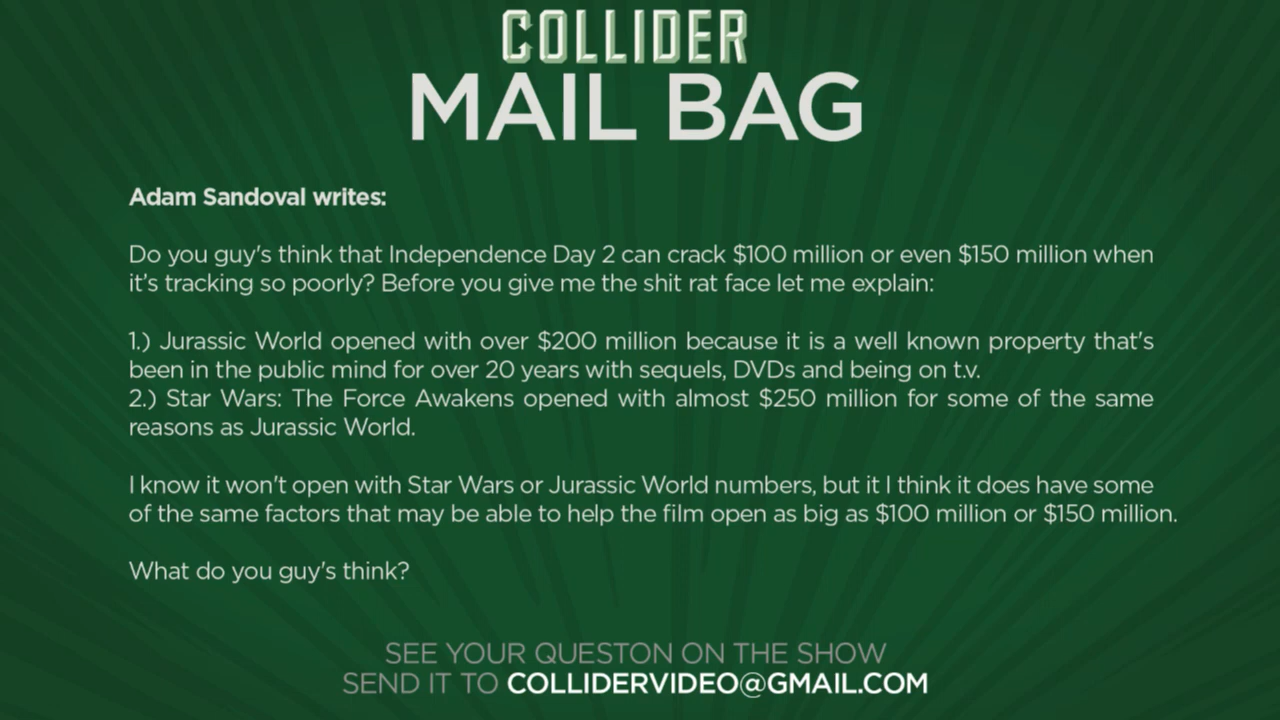 COLLIDER
MAIL BAG
Adam Sandoval writes:
Do you guy's think that Independence Day 2 can crack $100 million or even $150 million when
it's tracking so poorly? Before you give me the shit rat face let me explain:
1.) Jurassic World opened with over $200 million because it is a well known property that's
been in the public mind for over 20 years with sequels, DVDs and being on t.v.
2.) Star Wars: The Force Awakens opened with almost $250 million for some of the same
reasons as Jurassic World.
I know it won't open with Star Wars or Jurassic World numbers, but it I think it does have some
of the same factors that may be able to help the film open as big as $100 million or $150 million.
What do you guy's think?
SEE YOUR QUESTON ON THE SHOW
SEND IT TO COLLIDERVIDEO@GMAIL.COM